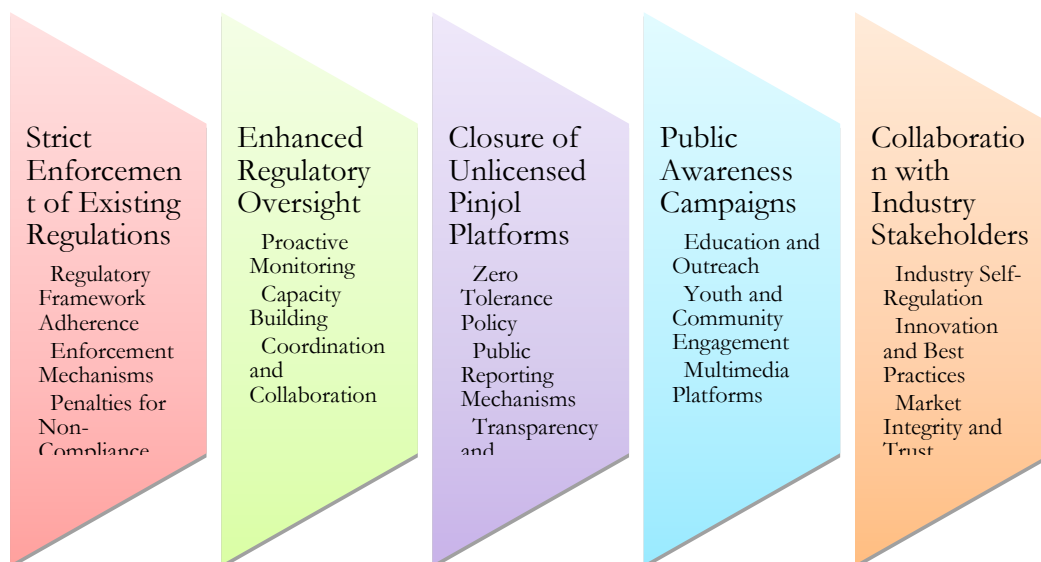 Strict
Enforcemen
t of Existing
Regulations
Regulatory
Framework
Adherence
Enforcement
Mechanisms
Penalties for
Non-
Compliance
Enhanced
Regulatory
Oversight
Proactive
Monitoring
Capacity
Building
Coordination
and
Collaboration
Closure of
Unlicensed
Pinjol
Platforms
Zero
Tolerance
Policy
Public
Reporting
Mechanisms
Transparency
and
Public
Awareness
Campaigns
Education and
Outreach
Youth and
Community
Engagement
Multimedia
Platforms
Collaboratio
n with
Industry
Stakeholders
Industry Self-
Regulation
Innovation
and Best
Practices
Market
Integrity and
Trust